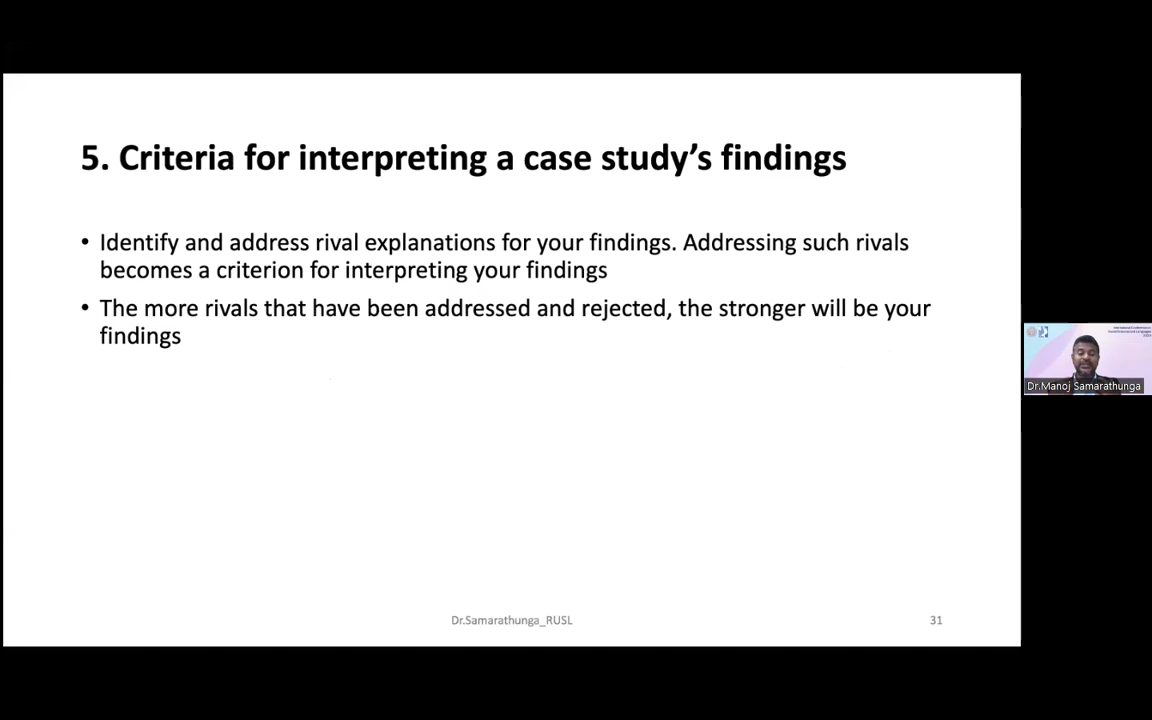 5. Criteria for interpreting a case study’s findings
• Identify and address rival explanations for your findings. Addressing such rivals
becomes a criterion for interpreting your findings
• The more rivals that have been addressed and rejected, the stronger will be your
findings
Dr.Manoj Samarathunga
Dr.Samarathunga_RUSL
31